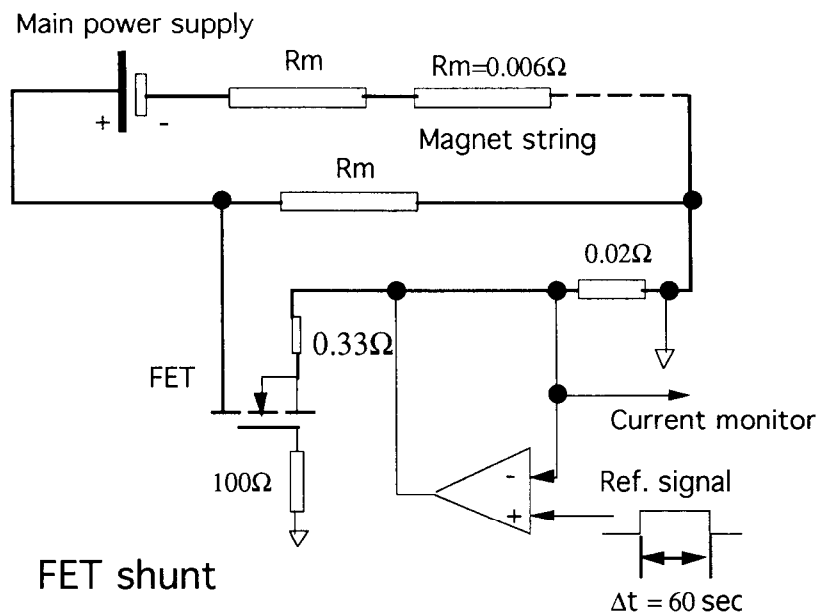 Main power supply
Rm
Rm=0.006Ω
+
-
Magnet string
Rm
0.02Ω
0.33Ω
FET
Current monitor
100Ω
-
+
Ref. signal
FET shunt
Δt = 60 sec